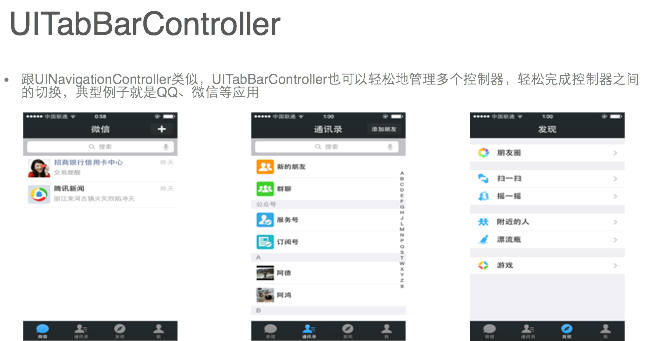 UITabBarController
• 跟UINavigationController类似，UITabBarController也可以轻松地管理多个控制器，轻松完成控制器之间
的切换，典型例子就是QQ、微信等应用
中国联通 0:58
微信 +
搜索
招商银行信用卡中心 昨天
交易提醒
腾讯新闻 昨天
丽江束河古镇火灾烈焰冲天
微信 通讯录 发现 我
中国联通 1:00
通讯录 添加朋友
搜索
新的朋友
群聊
公众号
服务号
订阅号
A
阿德
阿鸿
B
A
B
C
D
E
F
G
H
J
L
M
N
P
Q
S
T
W
X
Y
Z
#
微信 通讯录 发现 我
中国联通 1:00
发现
朋友圈
扫一扫
摇一摇
附近的人
漂流瓶
游戏
微信 通讯录 发现 我